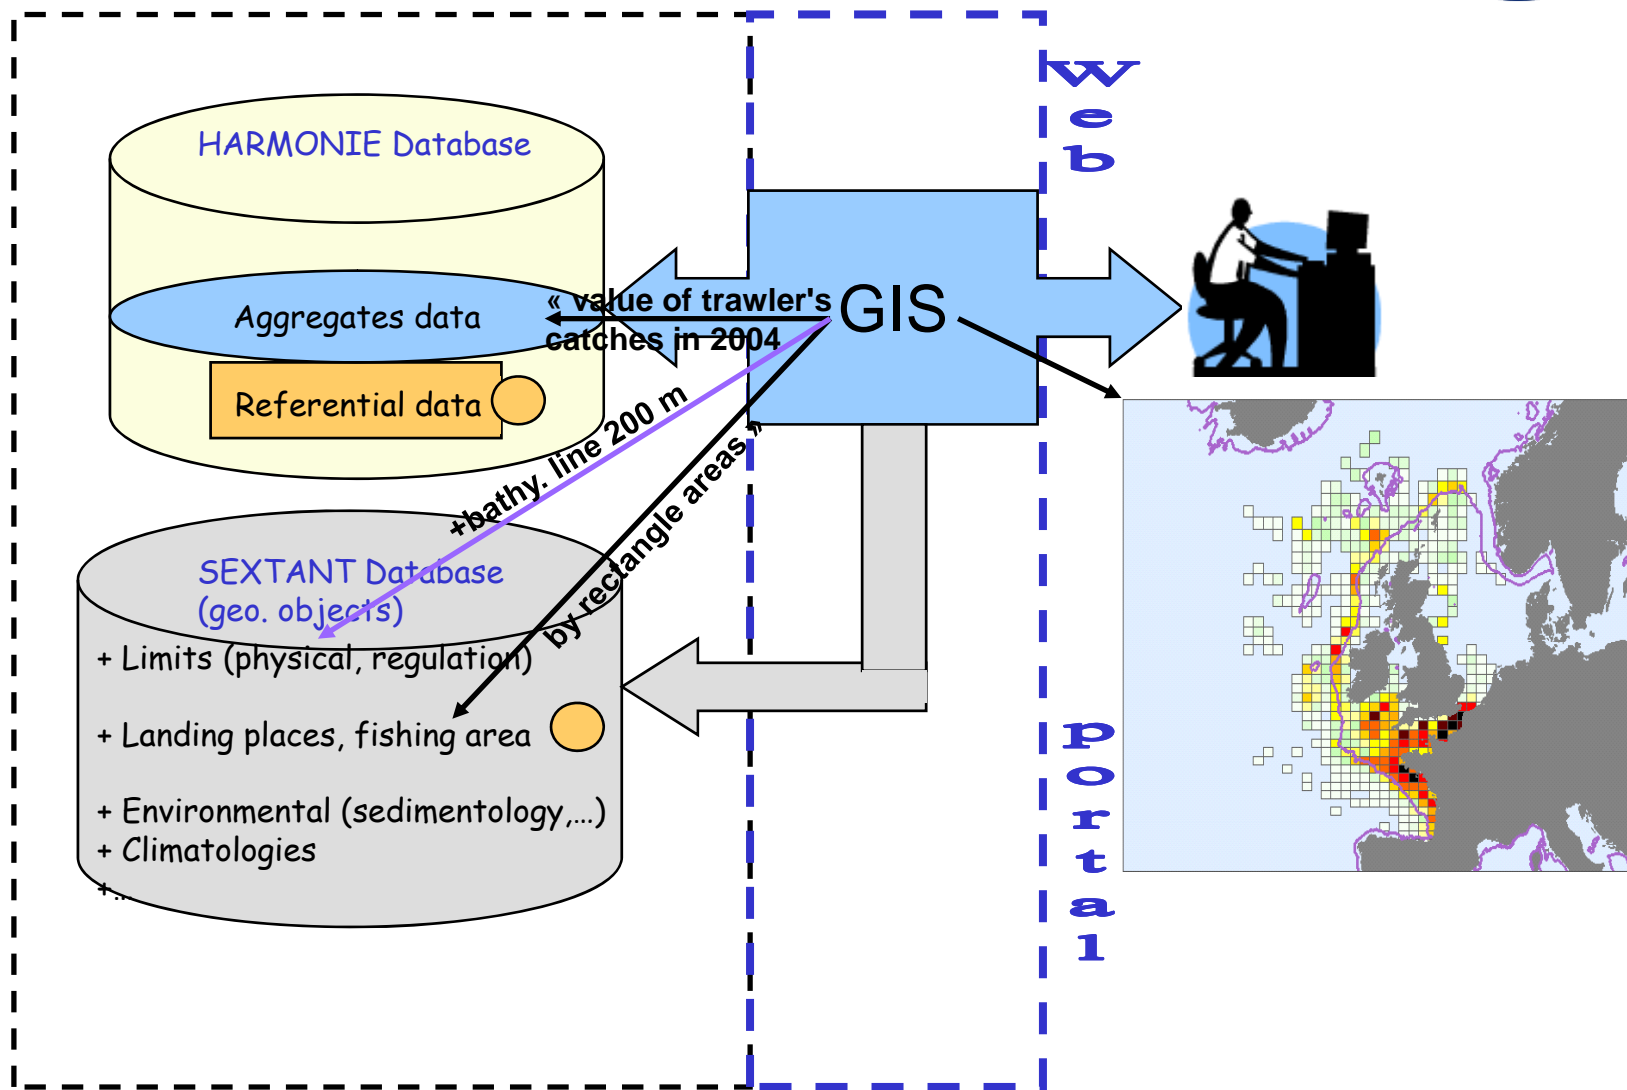 HARMONIE Database
Aggregates data
Referential data
« value of trawler's
catches in 2004
GIS
+bathy. line 200 m
by rectangle areas »
SEXTANT Database
(geo. objects)
+ Limits (physical, regulation)
+ Landing places, fishing area
+ Environmental (sedimentology,...)
+ Climatologies
+...
Web
portal